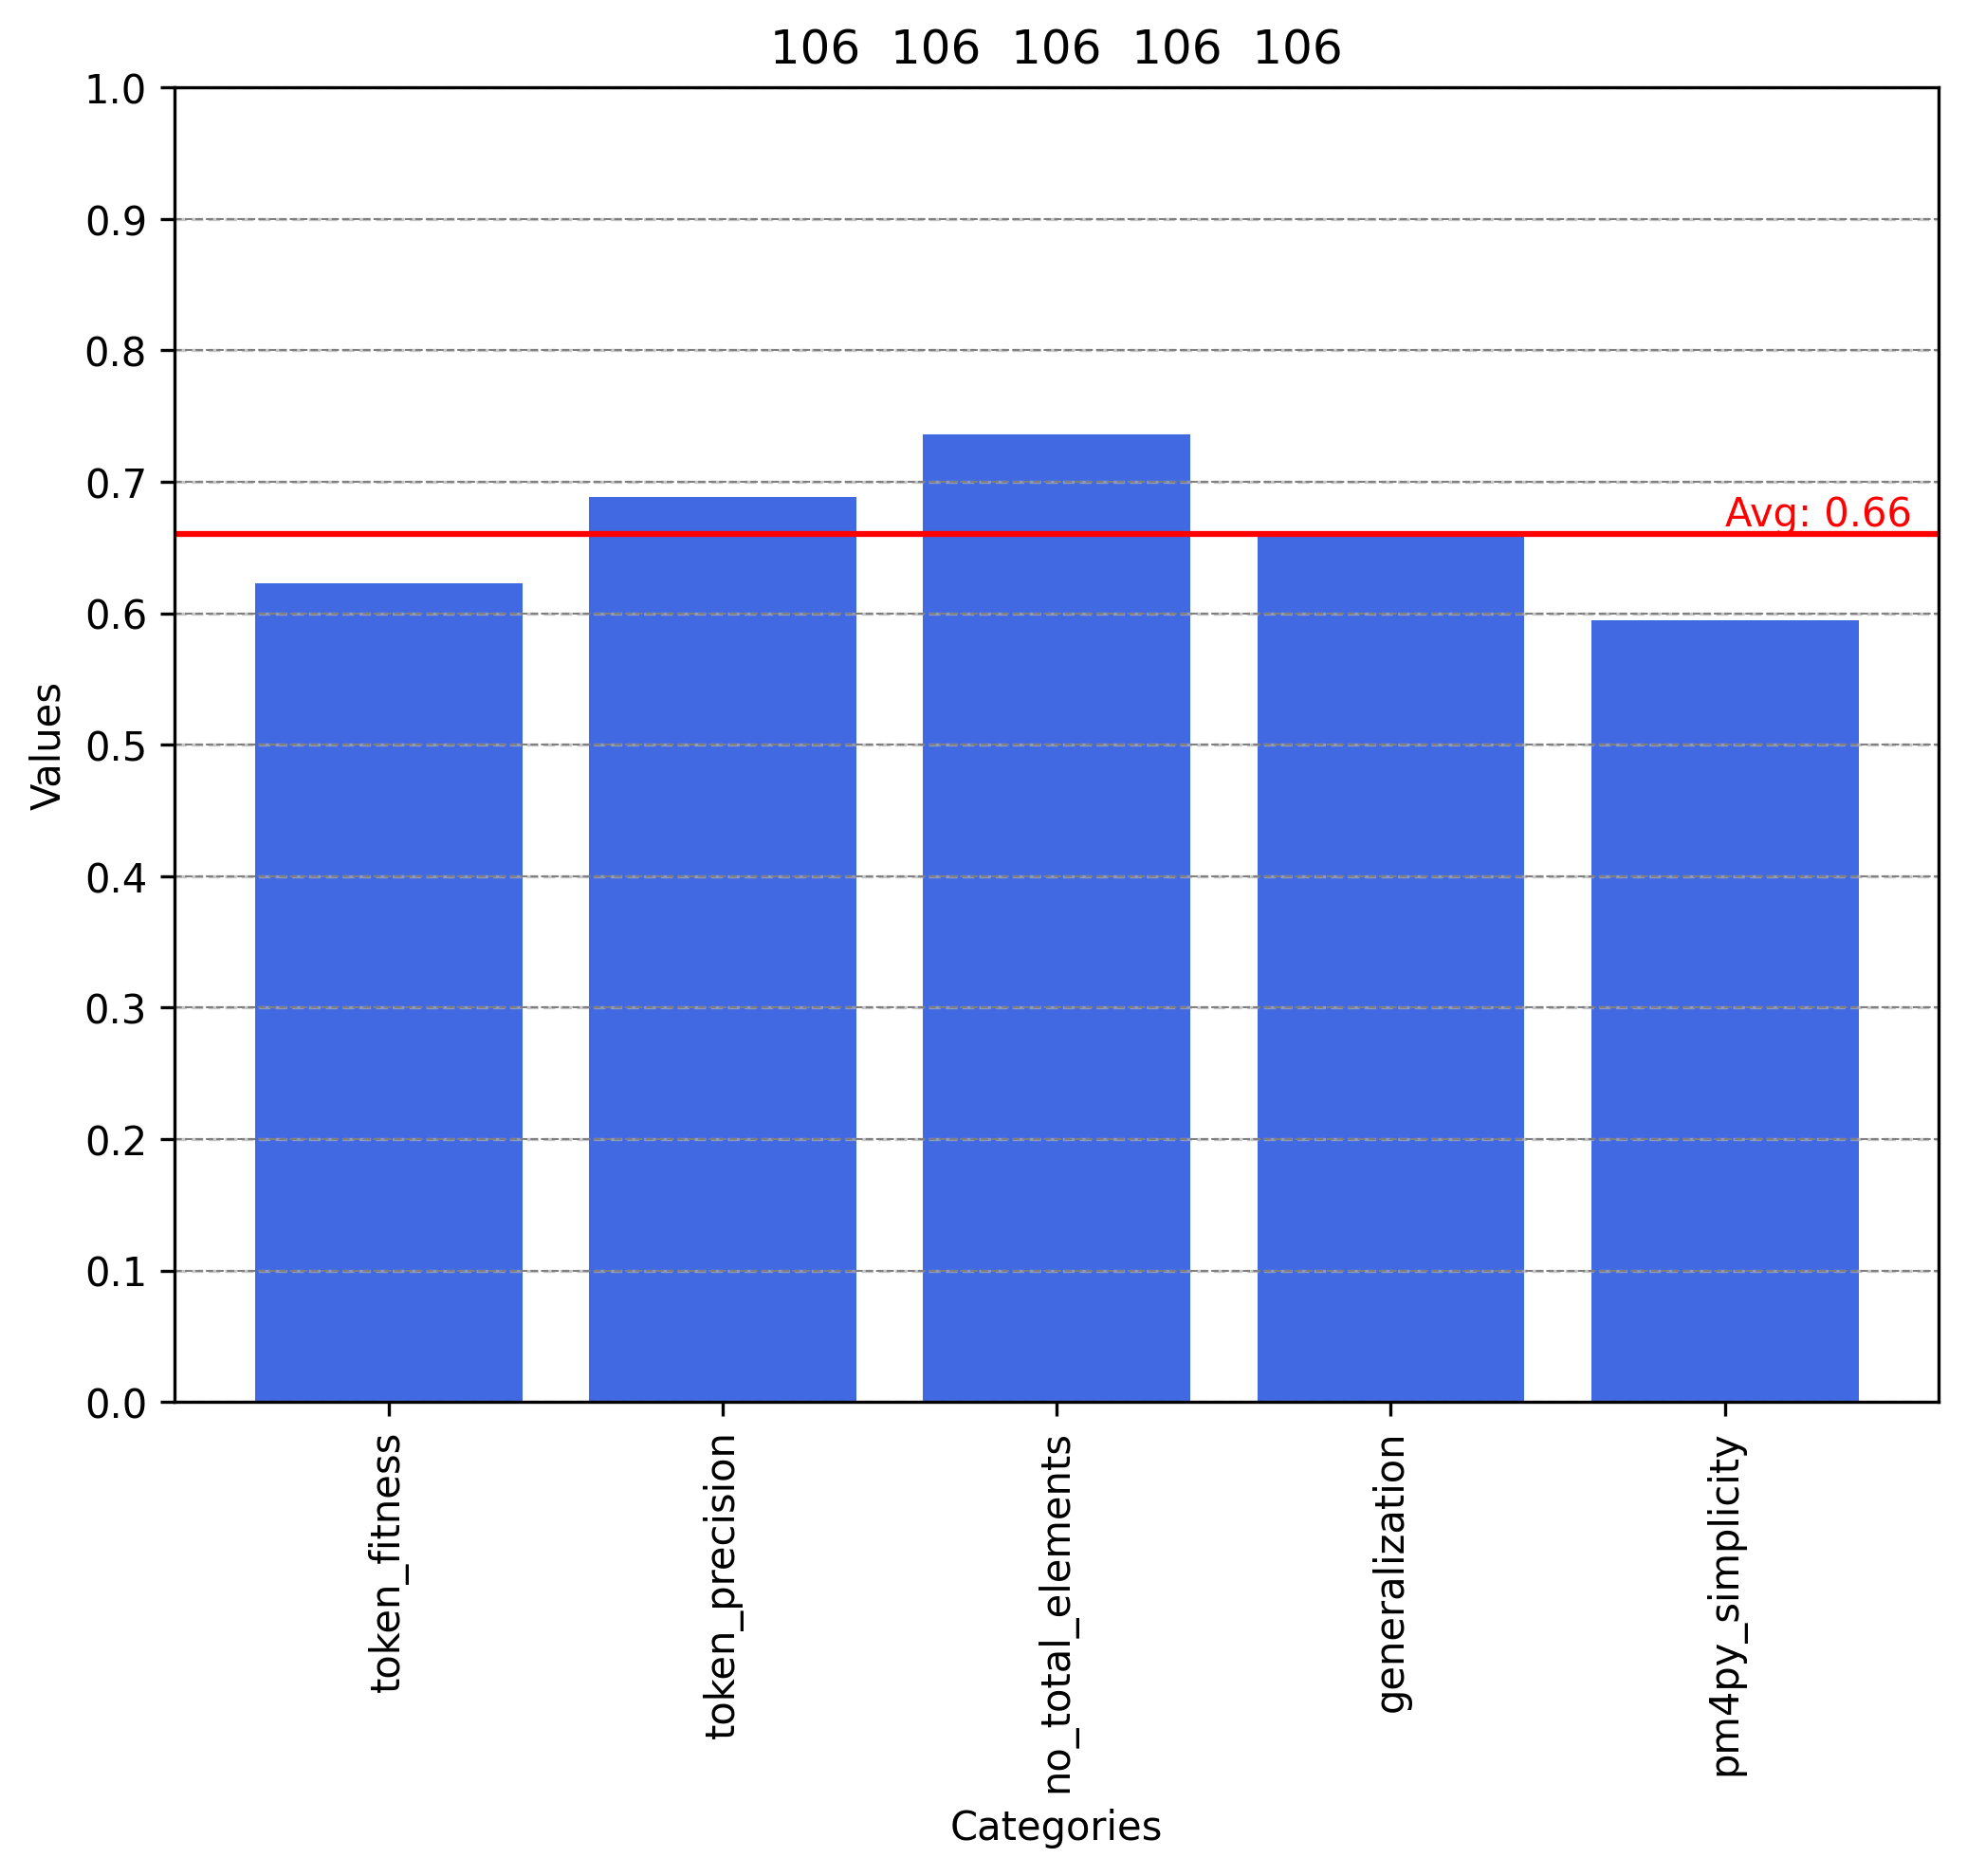 106 106 106 106 106
1.0
0.9
0.8
0.7
0.6
0.5
0.4
0.3
0.2
0.1
0.0
Values
Avg: 0.66
token_fitness
token_precision
no_total_elements
generalization
pm4py_simplicity
Categories